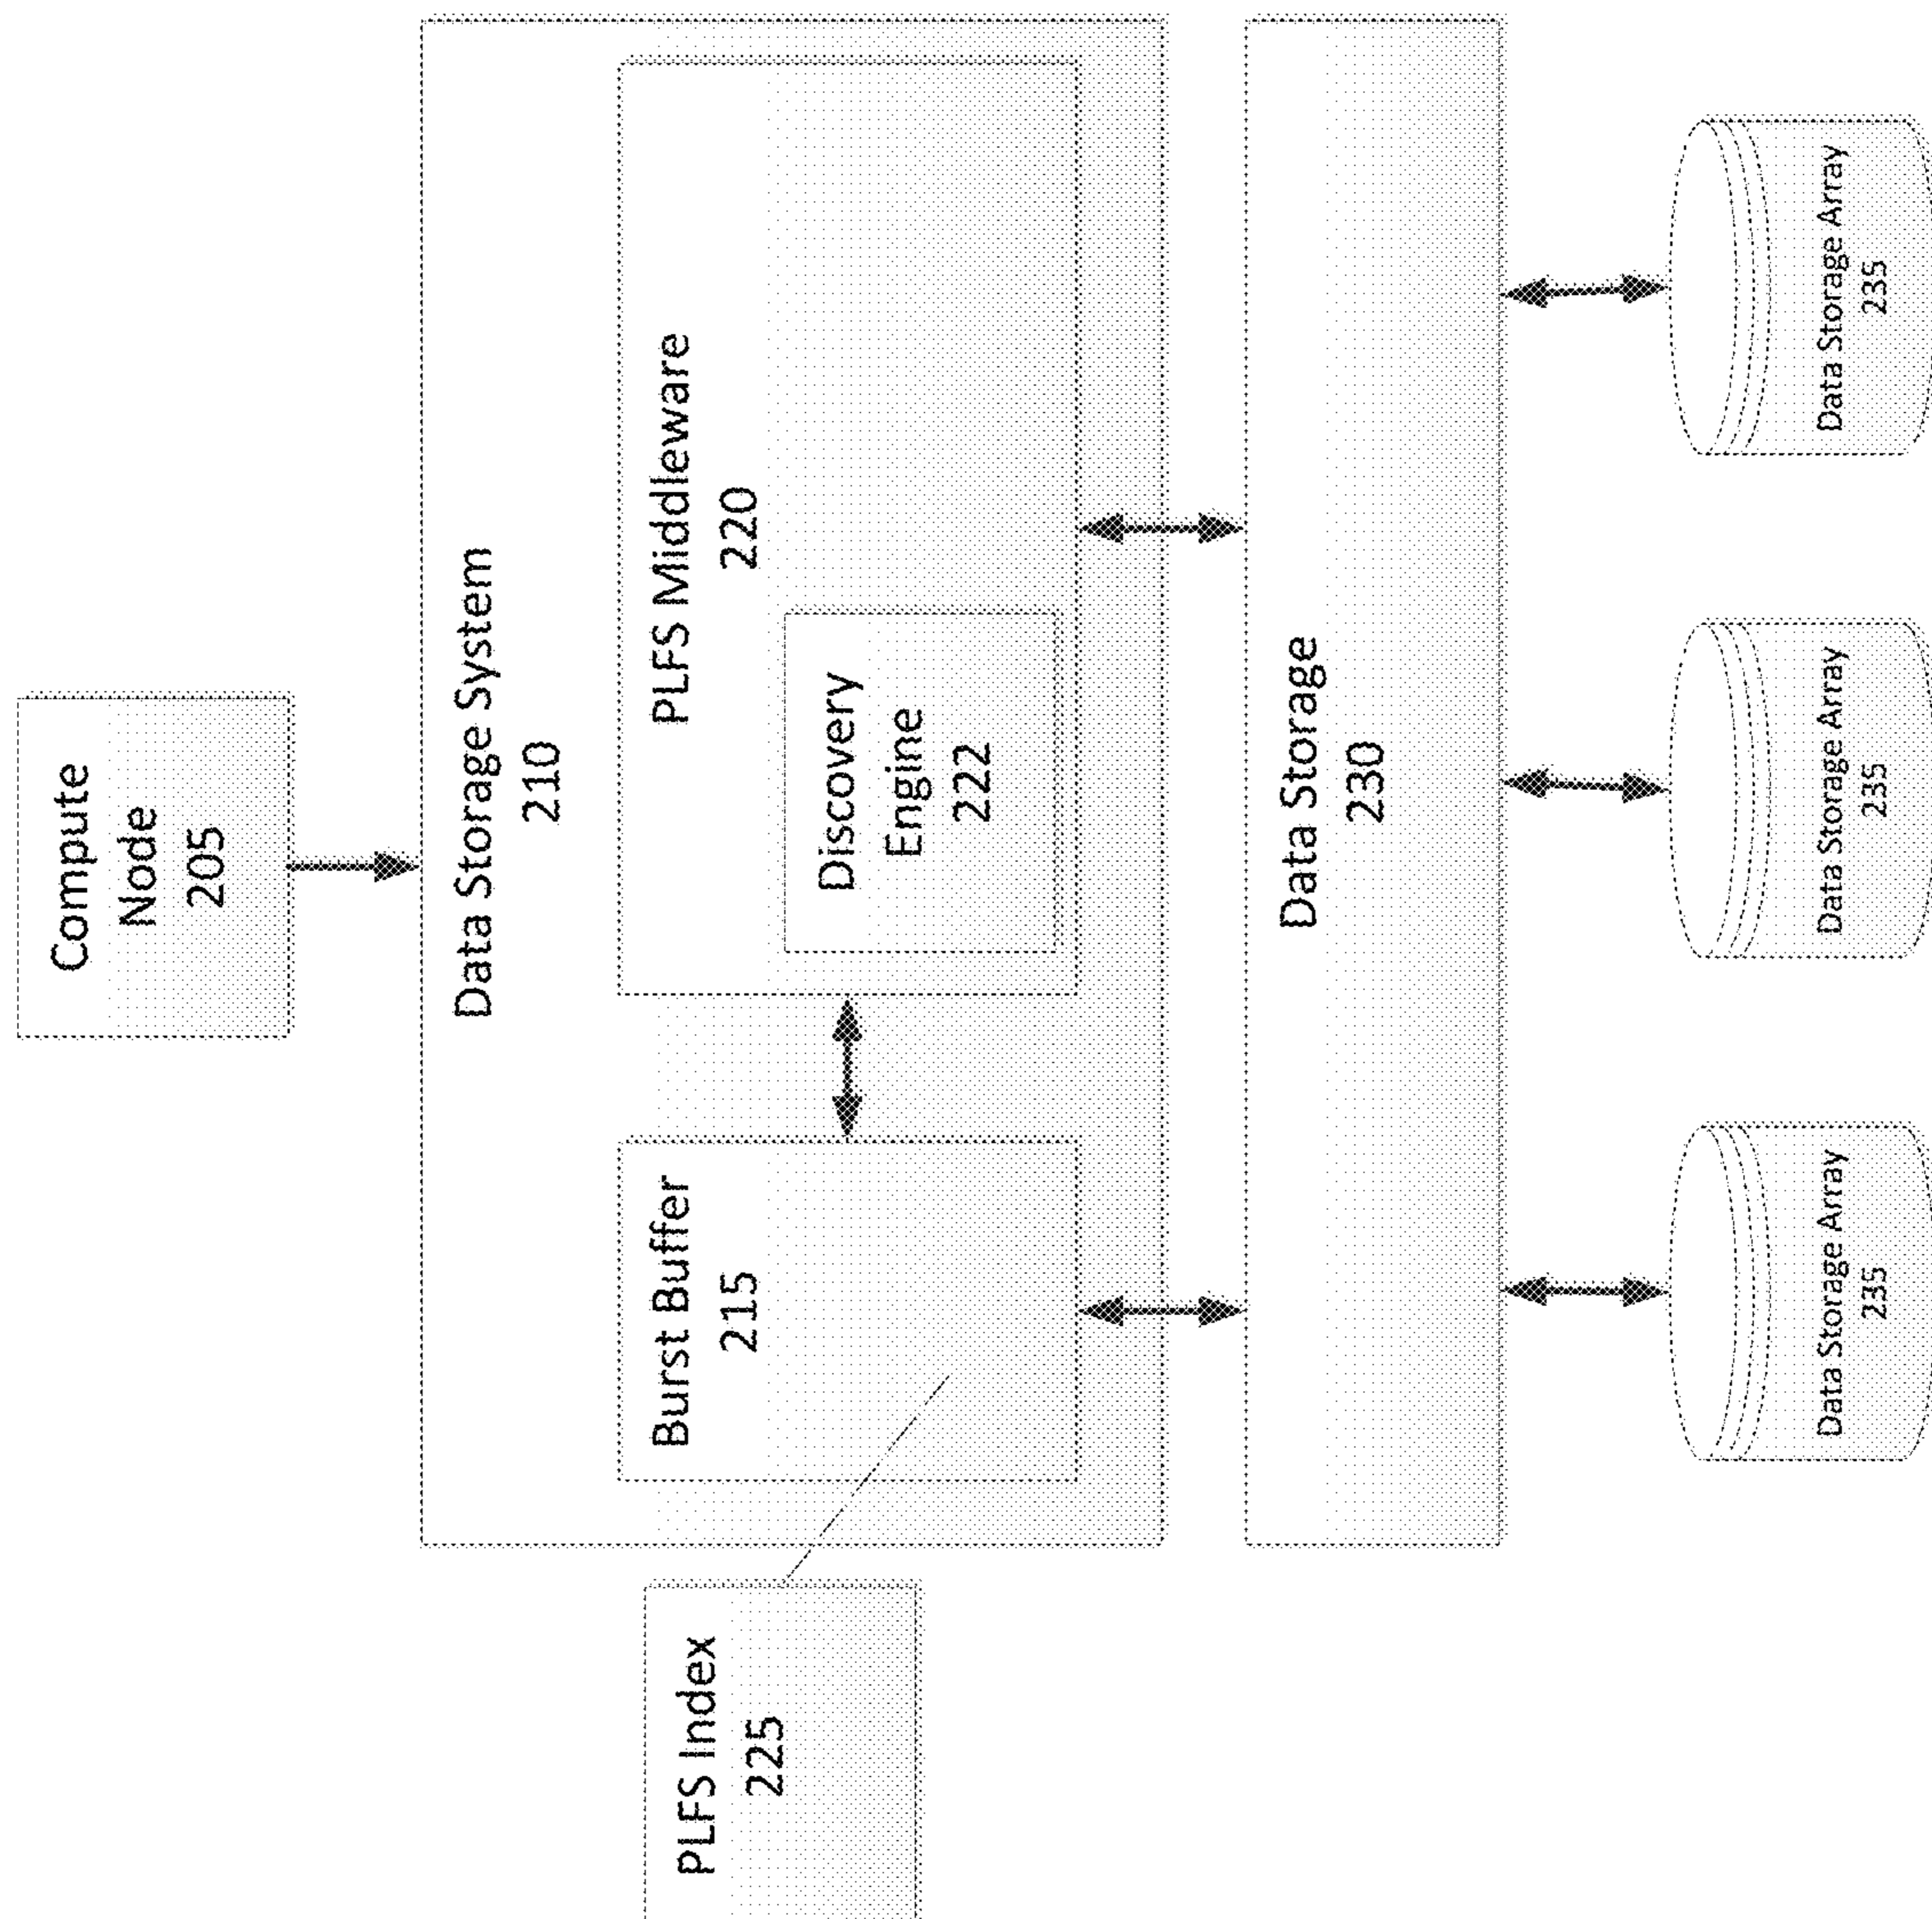 Compute
Node
205
Data Storage System
210
PLFS Index
225
Burst Buffer
215
PLFS Middleware
220
Discovery
Engine
222
Data Storage
230
Data Storage Array
235
Data Storage Array
235
Data Storage Array
235